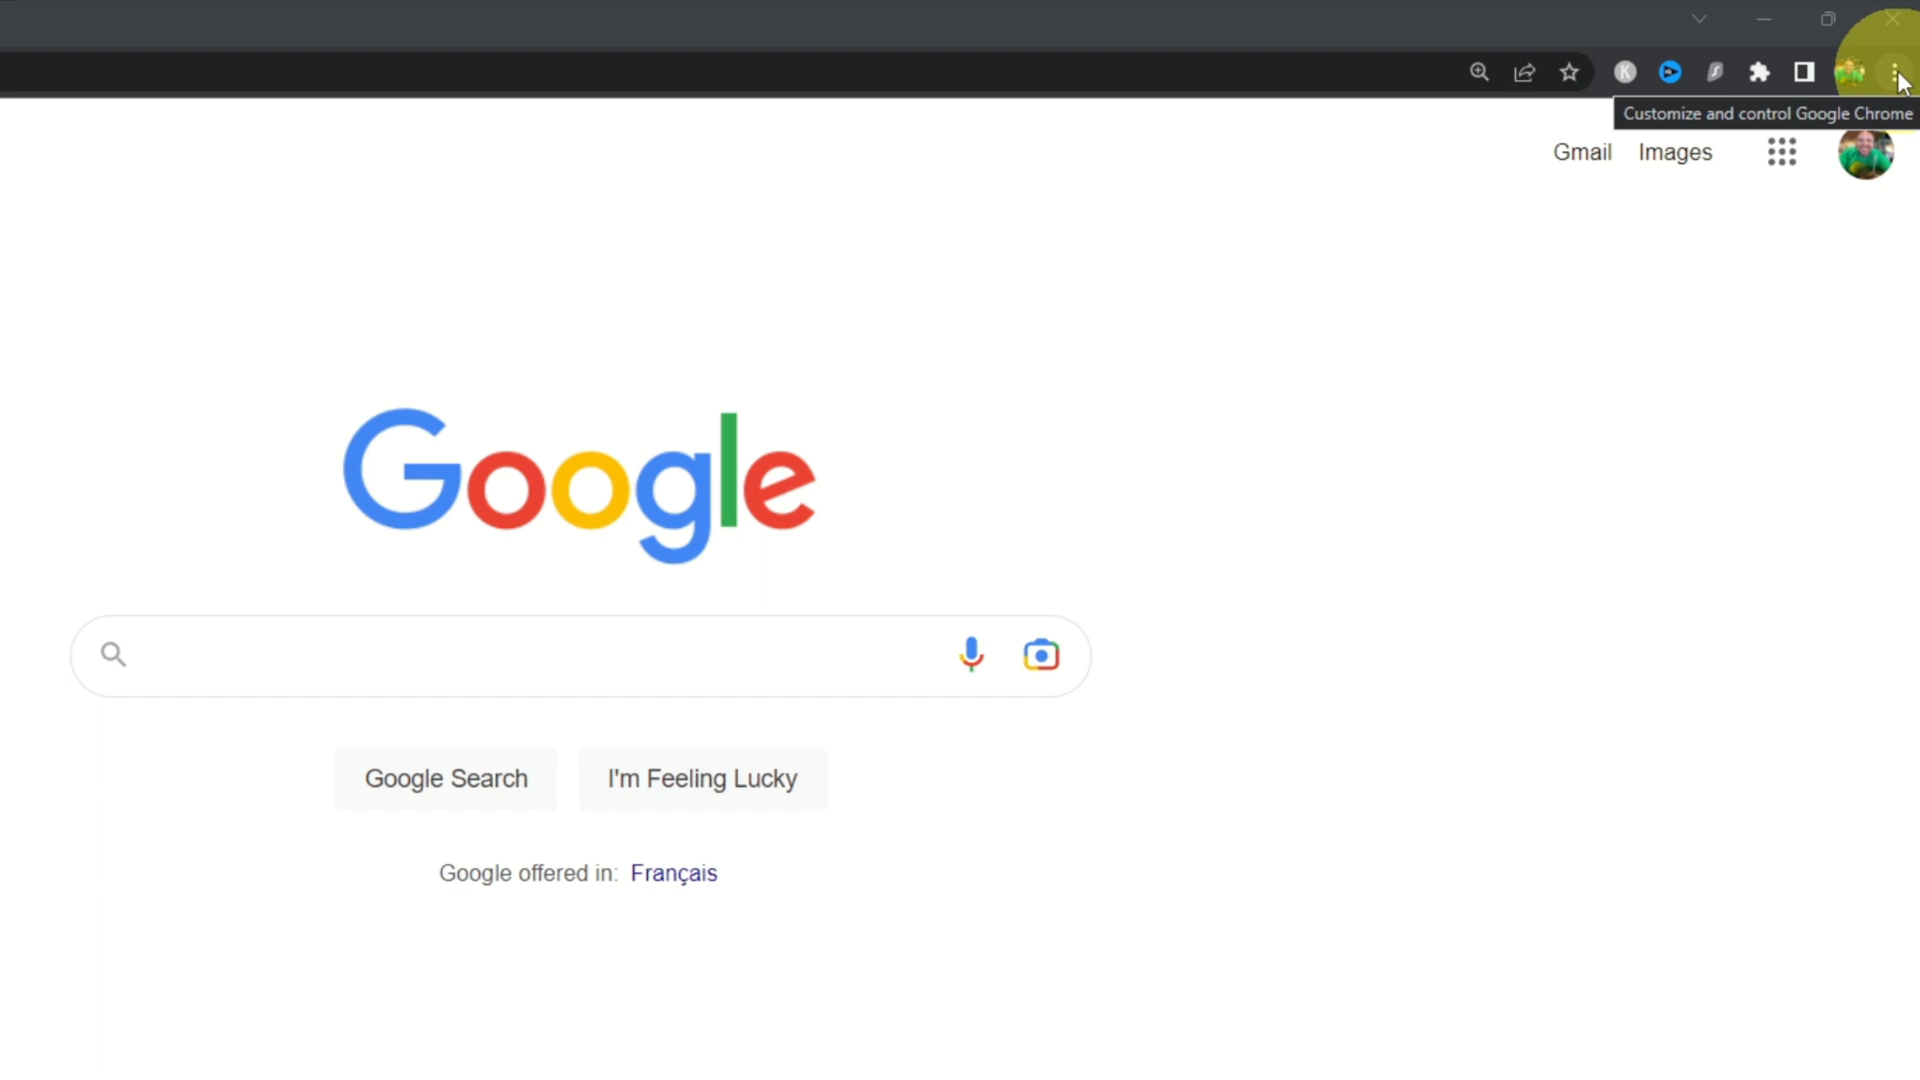 Customize and control Google Chrome
Gmail Images
Google
Google Search I'm Feeling Lucky
Google offered in: Français